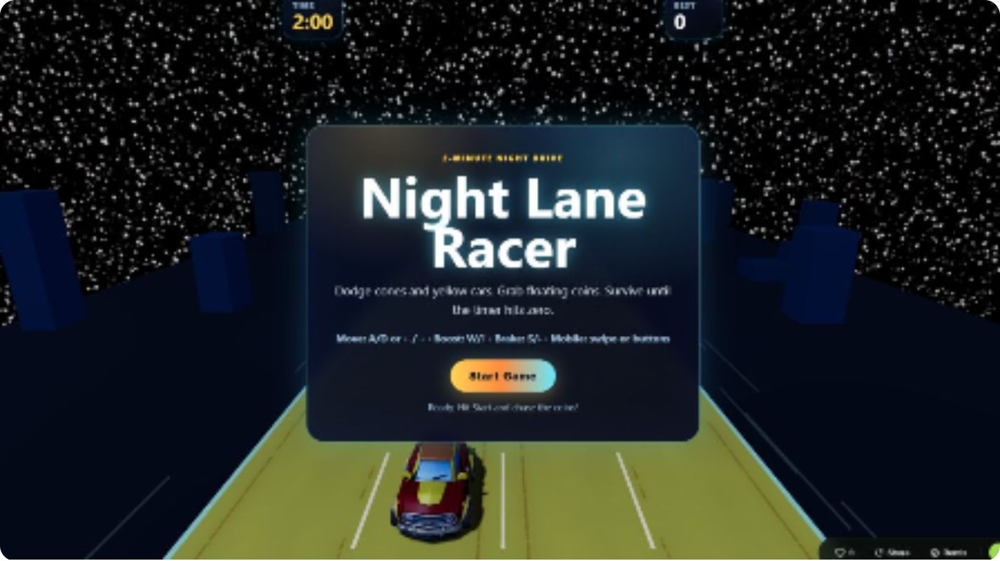 TIME
2:00
BEST
0
2-MINUTE NIGHT DRIVE
Night Lane
Racer
Dodge cones and yellow cars. Grab floating coins. Survive until
the timer hits zero.
Move: A/D or / Boost: W/ Brake: S/ Mobile: swipe or buttons
Start Game
Ready. Hit Start and chase the coins!
Share
Remix